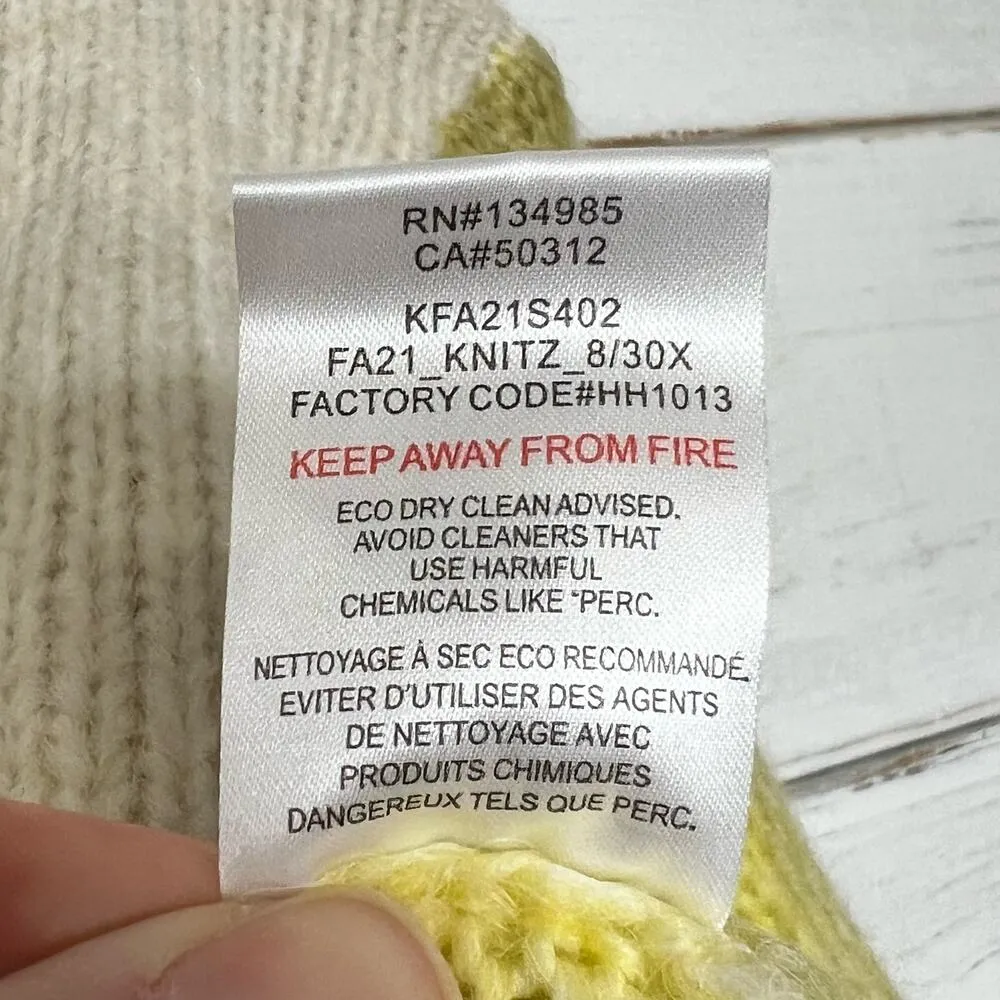 RN#134985
CA#50312
KFA21S402
FA21_KNITZ_8/30X
FACTORY CODE#HH1013
KEEP AWAY FROM FIRE
ECO DRY CLEAN ADVISED.
AVOID CLEANERS THAT
USE HARMFUL
CHEMICALS LIKE "PERC.
NETTOYAGE À SEC ECO RECOMMANDÉ.
EVITER D'UTILISER DES AGENTS
DE NETTOYAGE AVEC
PRODUITS CHIMIQUES
DANGEREUX TELS QUE PERC.